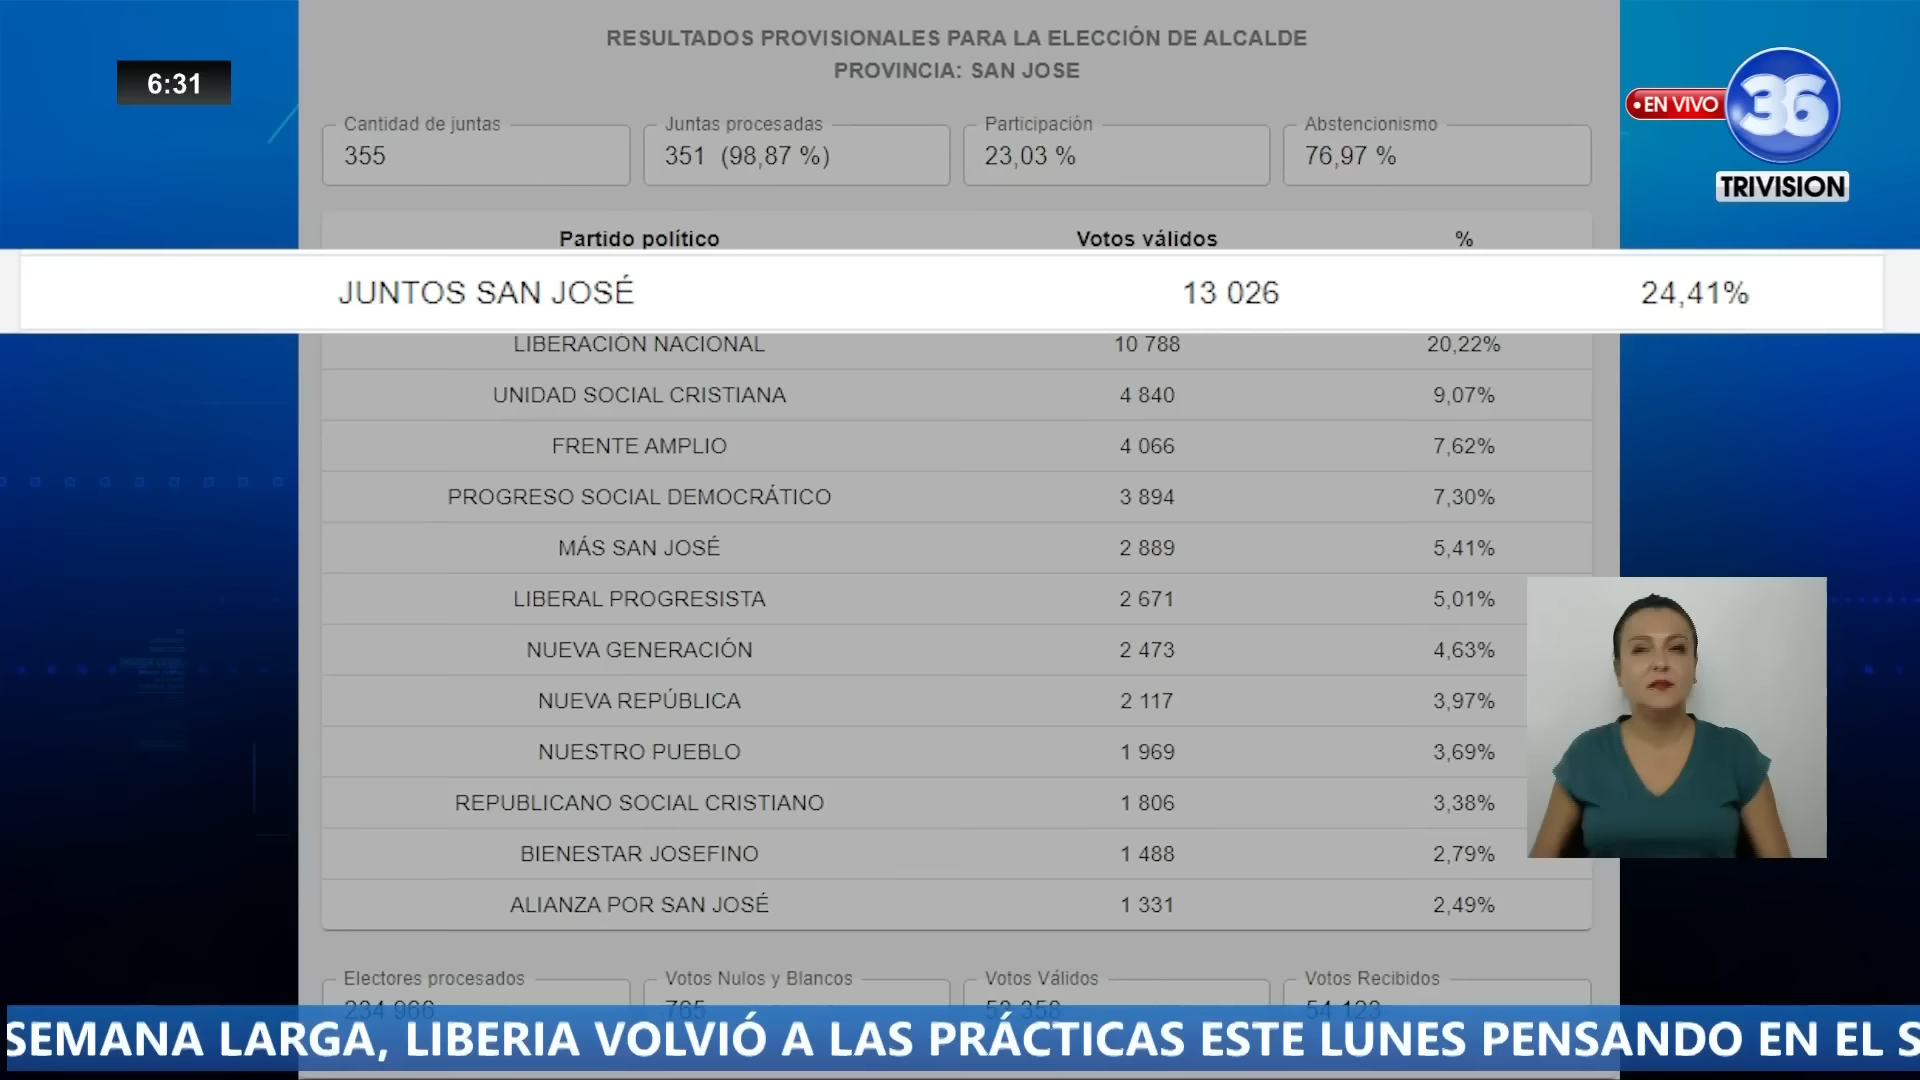 RESULTADOS PROVISIONALES PARA LA ELECCIÓN DE ALCALDE
PROVINCIA: SAN JOSE
6:31
• EN VIVO
36
TRIVISION
Cantidad de juntas Juntas procesadas Participación Abstencionismo
355 351 (98,87 %) 23,03 % 76,97 %
Partido político Votos válidos %
JUNTOS SAN JOSÉ 13 026 24,41%
LIBERACIÓN NACIONAL 10 788 20,22%
UNIDAD SOCIAL CRISTIANA 4 840 9,07%
FRENTE AMPLIO 4 066 7,62%
PROGRESO SOCIAL DEMOCRÁTICO 3 894 7,30%
MÁS SAN JOSÉ 2 889 5,41%
LIBERAL PROGRESISTA 2 671 5,01%
NUEVA GENERACIÓN 2 473 4,63%
NUEVA REPÚBLICA 2 117 3,97%
NUESTRO PUEBLO 1 969 3,69%
REPUBLICANO SOCIAL CRISTIANO 1 806 3,38%
BIENESTAR JOSEFINO 1 488 2,79%
ALIANZA POR SAN JOSÉ 1 331 2,49%
Electores procesados Votos Nulos y Blancos Votos Válidos Votos Recibidos
SEMANA LARGA, LIBERIA VOLVIÓ A LAS PRÁCTICAS ESTE LUNES PENSANDO EN EL S